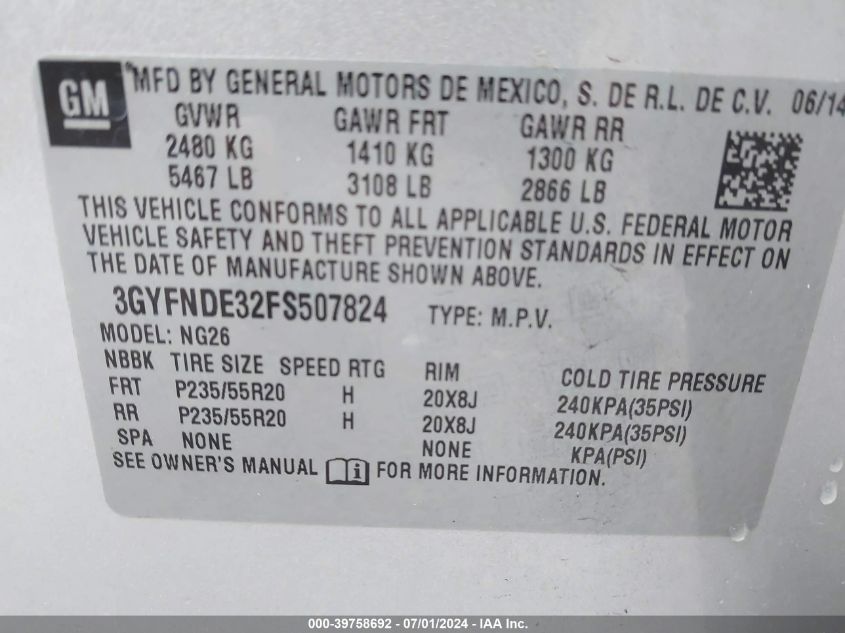 GM
MFD BY GENERAL MOTORS DE MEXICO, S. DE R.L. DE C.V. 06/14
GVWR GAWR FRT GAWR RR
2480 KG 1410 KG 1300 KG
5467 LB 3108 LB 2866 LB
THIS VEHICLE CONFORMS TO ALL APPLICABLE U.S. FEDERAL MOTOR
VEHICLE SAFETY AND THEFT PREVENTION STANDARDS IN EFFECT ON
THE DATE OF MANUFACTURE SHOWN ABOVE.
3GYFNDE32FS507824 TYPE: M.P.V.
MODEL: NG26
NBBK TIRE SIZE SPEED RTG RIM COLD TIRE PRESSURE
FRT P235/55R20 H 20X8J 240KPA(35PSI)
RR P235/55R20 H 20X8J 240KPA(35PSI)
SPA NONE NONE KPA(PSI)
SEE OWNER'S MANUAL i FOR MORE INFORMATION.
000-39758692 - 07/01/2024 - IAA Inc.